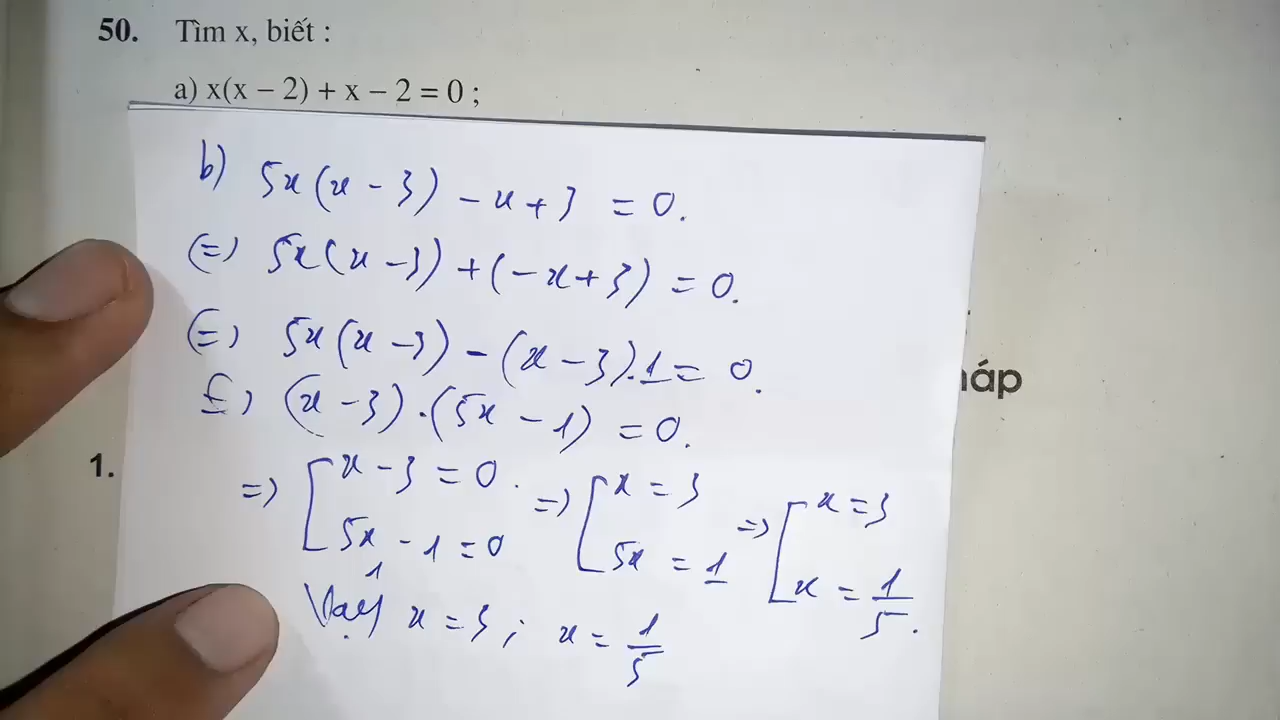 50. Tìm x, biết :
a) x(x – 2) + x – 2 = 0 ;
b) 5x(x - 3) - x + 3 = 0.
(=) 5x(x - 3) + (- x + 3) = 0.
(=) 5x(x - 3) - (x - 3).1 = 0.
(=) (x - 3).(5x - 1) = 0.
=> [ x - 3 = 0. => [ x = 3 => [ x = 3
5x - 1 = 0 5x = 1 x = 1/5.
Vậy x = 3 ; x = 1/5
1.
áp